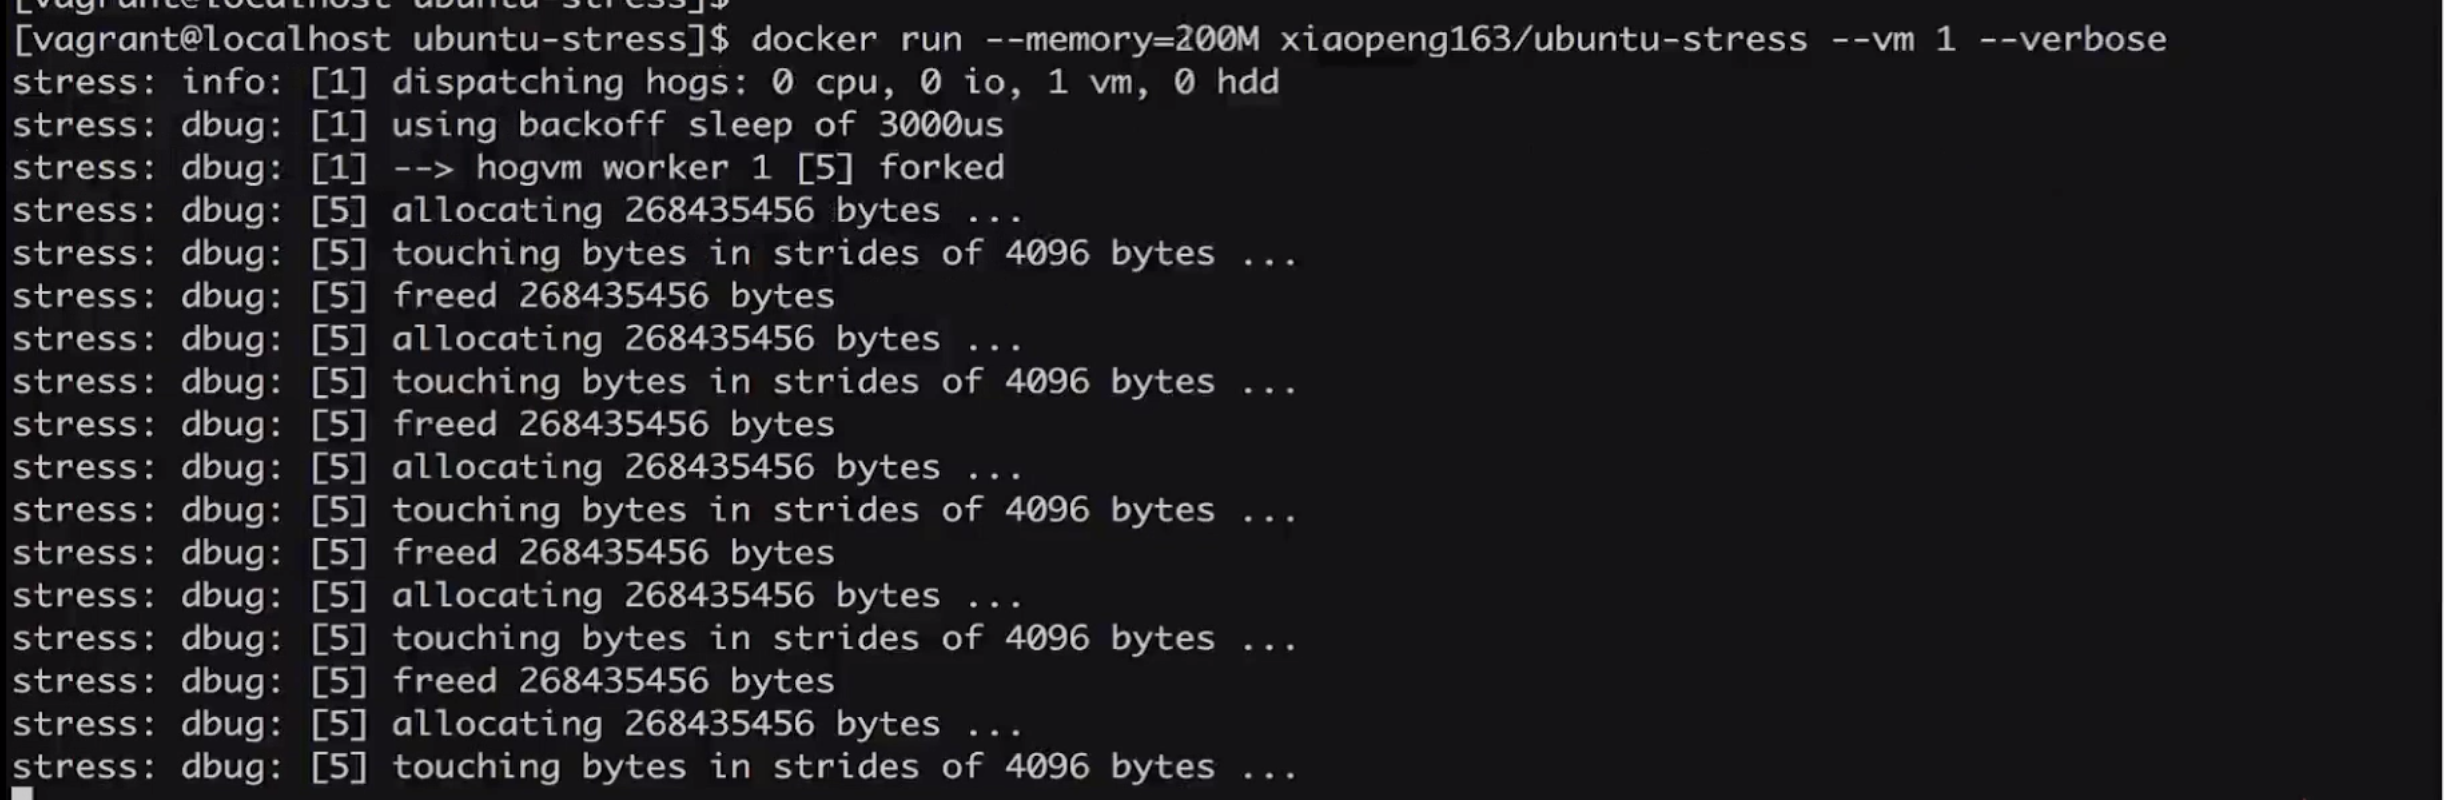 [vagrant@localhost ubuntu-stress]$
[vagrant@localhost ubuntu-stress]$ docker run --memory=200M xiaopeng163/ubuntu-stress --vm 1 --verbose
stress: info: [1] dispatching hogs: 0 cpu, 0 io, 1 vm, 0 hdd
stress: dbug: [1] using backoff sleep of 3000us
stress: dbug: [1] --> hogvm worker 1 [5] forked
stress: dbug: [5] allocating 268435456 bytes ...
stress: dbug: [5] touching bytes in strides of 4096 bytes ...
stress: dbug: [5] freed 268435456 bytes
stress: dbug: [5] allocating 268435456 bytes ...
stress: dbug: [5] touching bytes in strides of 4096 bytes ...
stress: dbug: [5] freed 268435456 bytes
stress: dbug: [5] allocating 268435456 bytes ...
stress: dbug: [5] touching bytes in strides of 4096 bytes ...
stress: dbug: [5] freed 268435456 bytes
stress: dbug: [5] allocating 268435456 bytes ...
stress: dbug: [5] touching bytes in strides of 4096 bytes ...
stress: dbug: [5] freed 268435456 bytes
stress: dbug: [5] allocating 268435456 bytes ...
stress: dbug: [5] touching bytes in strides of 4096 bytes ...